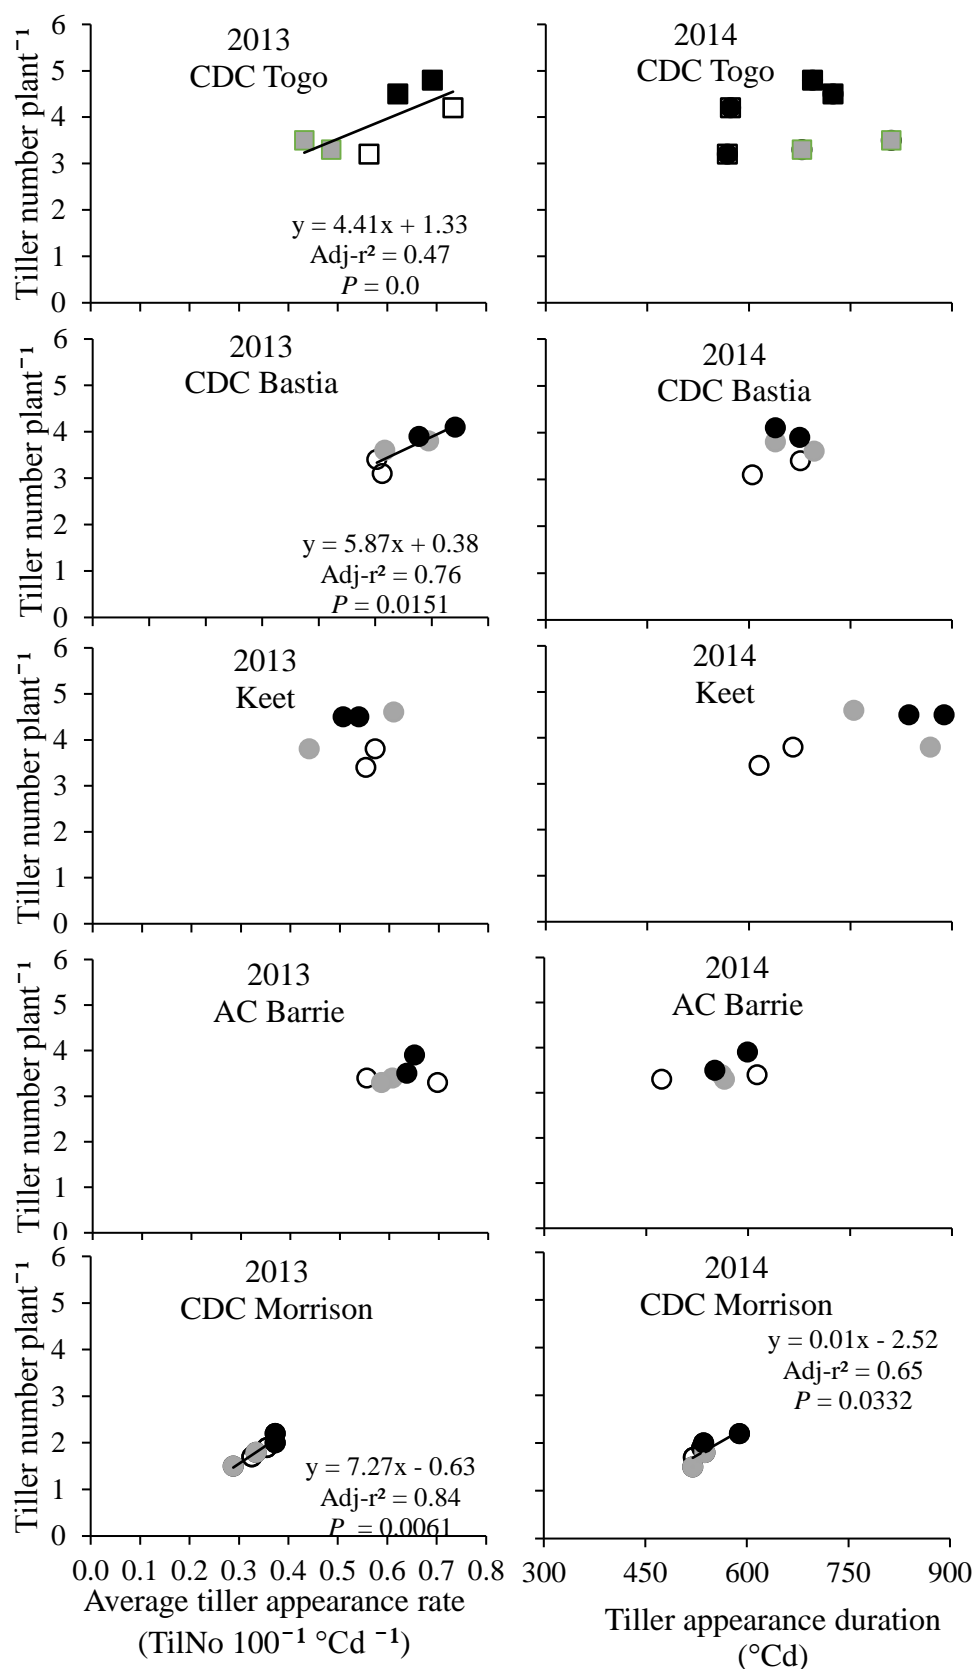 2013
CDC Togo
Tiller number plant⁻¹
6
5
4
3
2
1
0
y = 4.41x + 1.33
Adj-r² = 0.47
P = 0.0
2014
CDC Togo
2013
CDC Bastia
Tiller number plant⁻¹
6
5
4
3
2
1
0
y = 5.87x + 0.38
Adj-r² = 0.76
P = 0.0151
2014
CDC Bastia
2013
Keet
Tiller number plant⁻¹
6
5
4
3
2
1
0
2014
Keet
2013
AC Barrie
Tiller number plant⁻¹
6
5
4
3
2
1
0
2014
AC Barrie
2013
CDC Morrison
Tiller number plant⁻¹
6
5
4
3
2
1
0
y = 7.27x - 0.63
Adj-r² = 0.84
P = 0.0061
0.0 0.1 0.2 0.3 0.4 0.5 0.6 0.7 0.8
Average tiller appearance rate
(TilNo 100⁻¹ °Cd ⁻¹)
2014
CDC Morrison
y = 0.01x - 2.52
Adj-r² = 0.65
P = 0.0332
300 450 600 750 900
Tiller appearance duration
(°Cd)